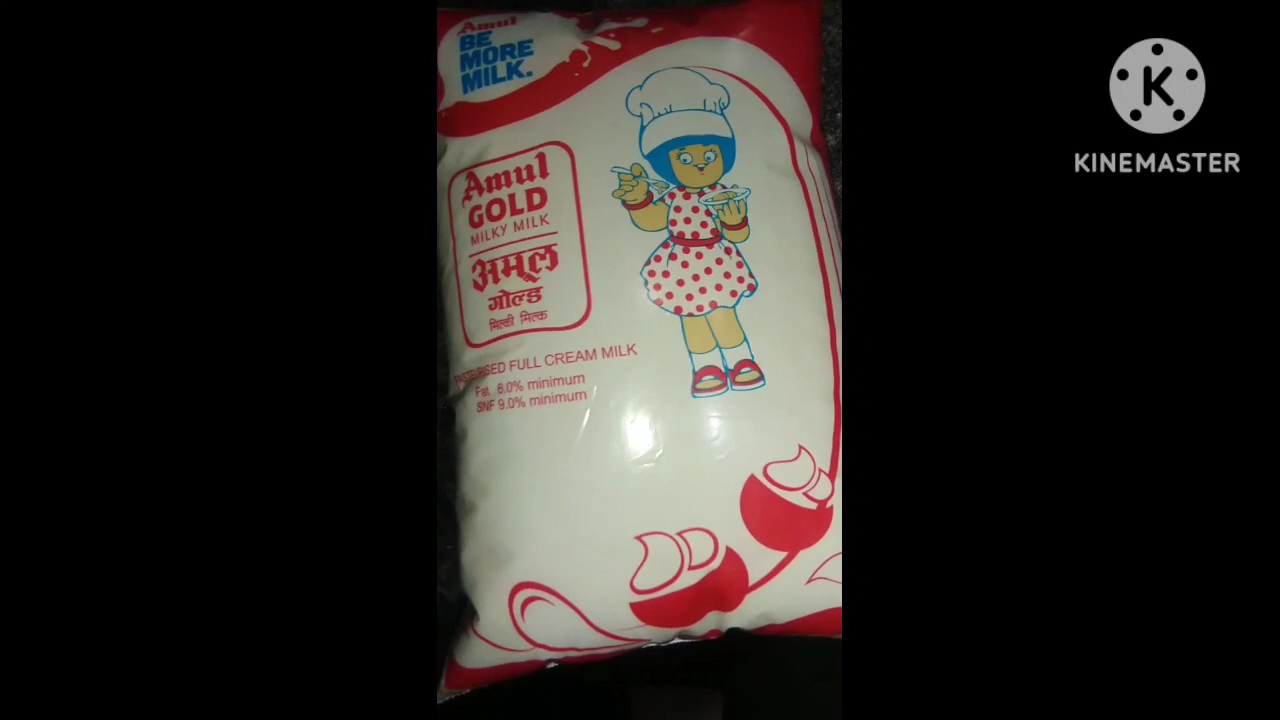 Amul
BE
MORE
MILK.
Amul
GOLD
MILKY MILK
अमूल
गोल्ड
मिल्की मिल्क
PASTEURISED FULL CREAM MILK
Fat 6.0% minimum
SNF 9.0% minimum
K
KINEMASTER